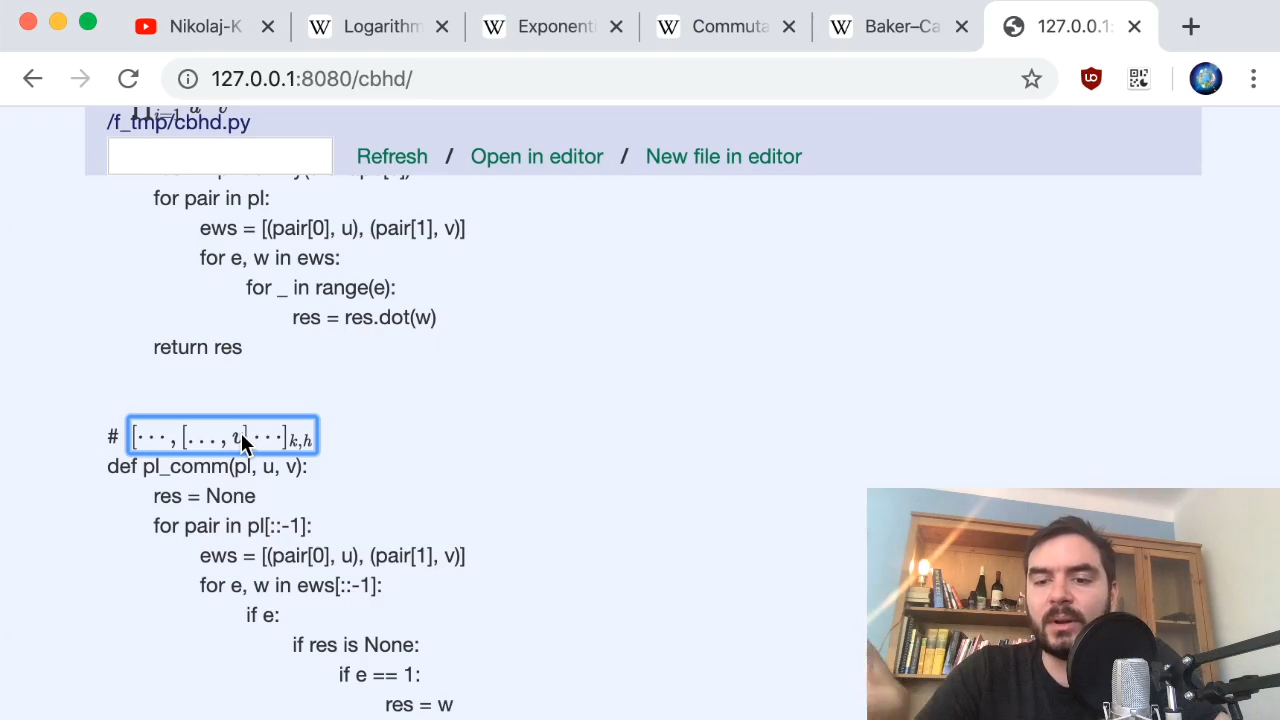 Nikolaj-K
Logarithm
Exponenti
Commuta
Baker–Ca
127.0.0.1:
127.0.0.1:8080/cbhd/
/f_tmp/cbhd.py
Refresh / Open in editor / New file in editor
for pair in pl:
ews = [(pair[0], u), (pair[1], v)]
for e, w in ews:
for _ in range(e):
res = res.dot(w)
return res
# [⋯, [..., v]⋯]k,h
def pl_comm(pl, u, v):
res = None
for pair in pl[::-1]:
ews = [(pair[0], u), (pair[1], v)]
for e, w in ews[::-1]:
if e:
if res is None:
if e == 1:
res = w